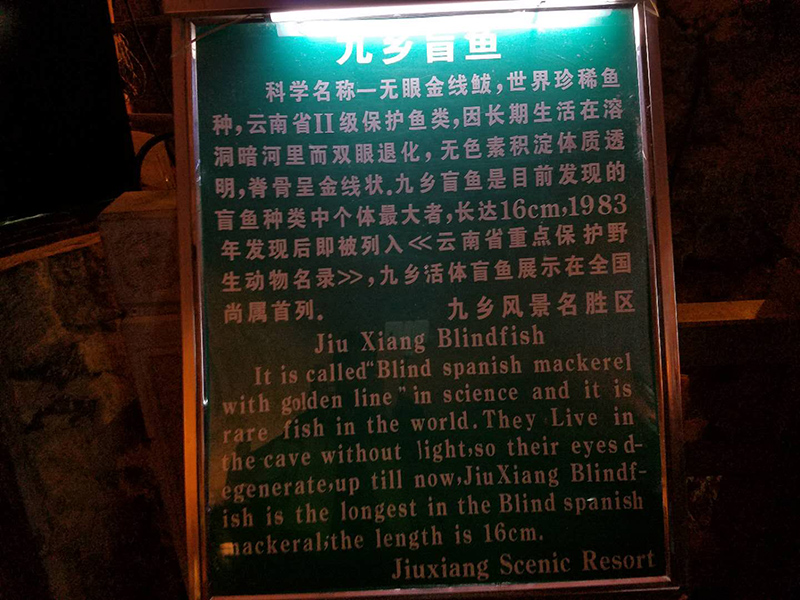 九乡盲鱼
科学名称—无眼金线鲅,世界珍稀鱼
种,云南省II级保护鱼类,因长期生活在溶
洞暗河里而双眼退化,无色素积淀体质透
明,脊骨呈金线状.九乡盲鱼是目前发现的
盲鱼种类中个体最大者,长达16cm,1983
年发现后即被列入<<云南省重点保护野
生动物名录>>,九乡活体盲鱼展示在全国
尚属首列.
九乡风景名胜区
Jiu Xiang Blindfish
It is called"Blind spanish mackerel
with golden line"in science and it is
rare fish in the world.They Live in
the cave without light,so their eyes d-
egenerate,up till now,JiuXiang Blindf-
ish is the longest in the Blind spanish
mackeral;the length is 16cm.
Jiuxiang Scenic Resort